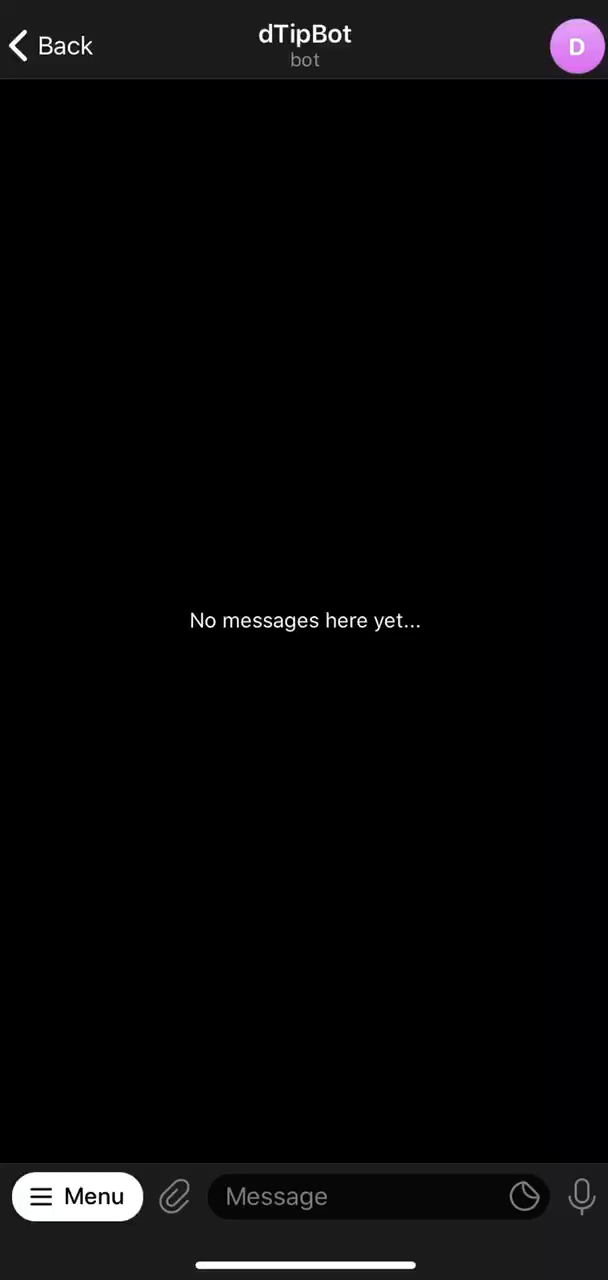 Back
dTipBot
bot
D
No messages here yet...
Menu
Message